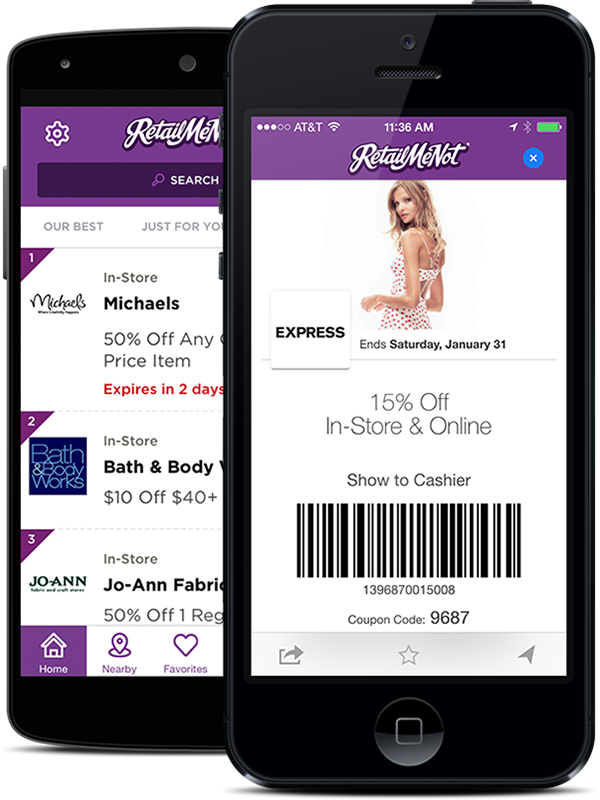 RetailMeN
SEARCH
OUR BEST JUST FOR YOU
1
In-Store
Michaels
Michaels
Where Creativity Happens
50% Off Any
Price Item
Expires in 2 days
2
In-Store
Bath
& Body
Works
Bath & Body
$10 Off $40+
3
In-Store
JO-ANN
fabric and craft stores
Jo-Ann Fabric
50% Off 1 Reg
Home Nearby Favorites
AT&T 11:36 AM
RetailMeNot
EXPRESS
Ends Saturday, January 31
15% Off
In-Store & Online
Show to Cashier
1396870015008
Coupon Code: 9687